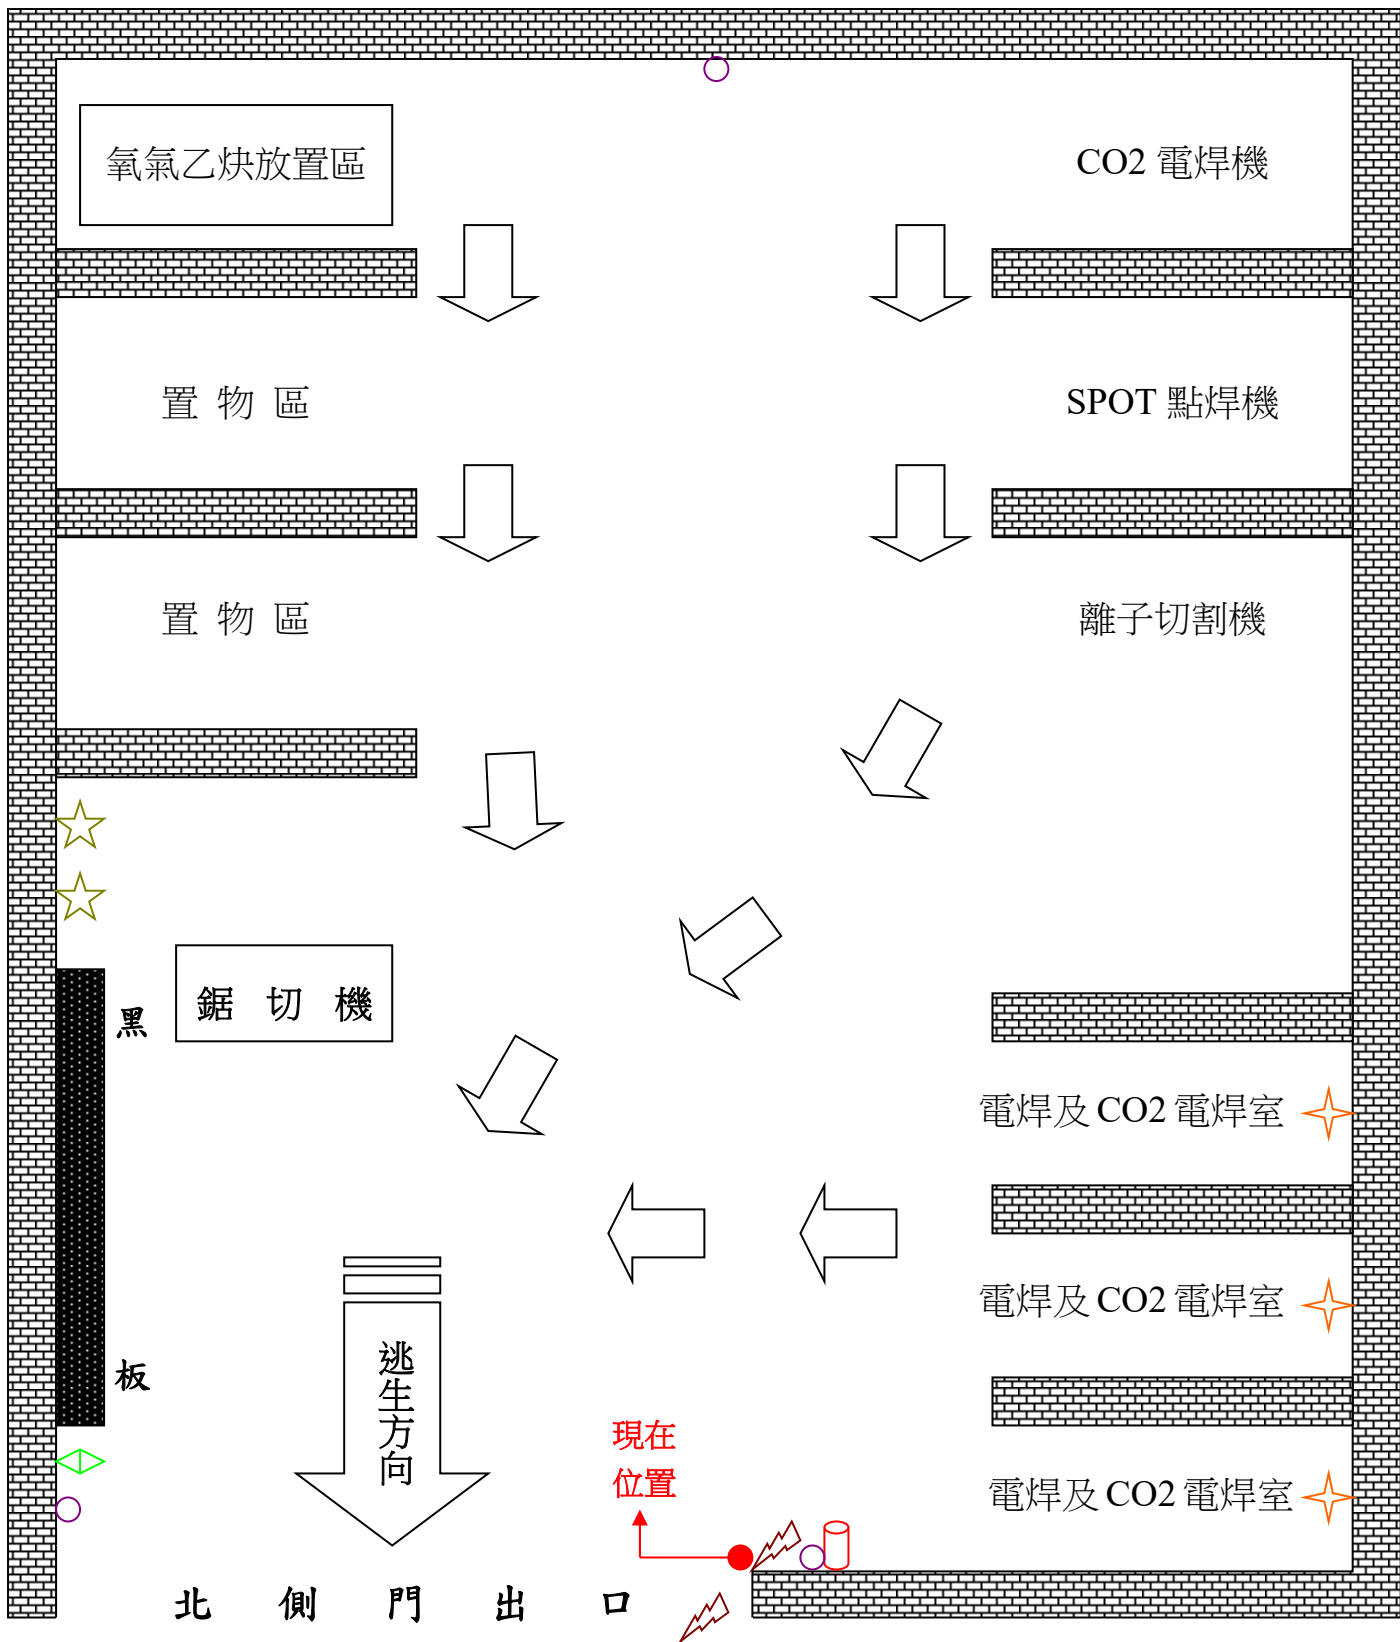 氧氣乙炔放置區
CO2 電焊機
置 物 區
SPOT 點焊機
置 物 區
離子切割機
鋸 切 機
黑
板
電焊及 CO2 電焊室
電焊及 CO2 電焊室
逃生方向
現在
位置
電焊及 CO2 電焊室
北 側 門 出 口